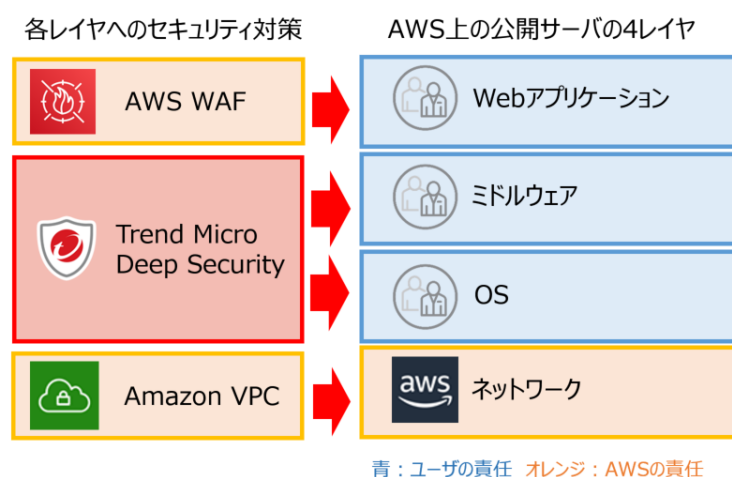 各レイヤへのセキュリティ対策
AWS上の公開サーバの4レイヤ
AWS WAF
Webアプリケーション
Trend Micro
Deep Security
ミドルウェア
OS
Amazon VPC
aws
ネットワーク
青：ユーザの責任 オレンジ：AWSの責任